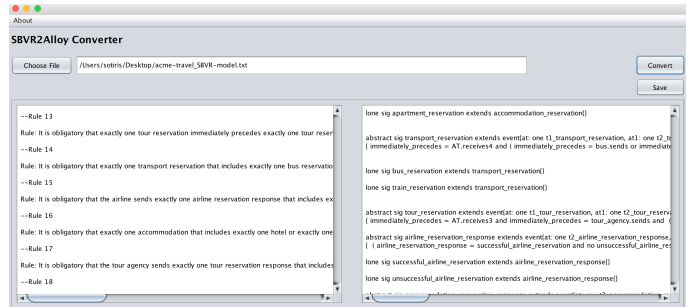 About
SBVR2Alloy Converter
Choose File
/Users/sotiris/Desktop/acme-travel_SBVR-model.txt
Convert
Save
--Rule 13
Rule: It is obligatory that exactly one tour reservation immediately precedes exactly one tour reser
--Rule 14
Rule: It is obligatory that exactly one transport reservation that includes exactly one bus reservatio
--Rule 15
Rule: It is obligatory that the airline sends exactly one airline reservation response that includes ex
--Rule 16
Rule: It is obligatory that exactly one accommodation that includes exactly one hotel or exactly one
--Rule 17
Rule: It is obligatory that the tour agency sends exactly one tour reservation response that includes
--Rule 18
lone sig apartment_reservation extends accommodation_reservation{}
abstract sig transport_reservation extends event{at: one t1_transport_reservation, at1: one t2_tr
{ immediately_precedes = AT.receives4 and ( immediately_precedes = bus.sends or immediate
lone sig bus_reservation extends transport_reservation{}
lone sig train_reservation extends transport_reservation{}
abstract sig tour_reservation extends event{at: one t1_tour_reservation, at1: one t2_tour_reserva
{ immediately_precedes = AT.receives3 and immediately_precedes = tour_agency.sends and (
abstract sig airline_reservation_response extends event{at: one t2_airline_reservation_response,
{ ( airline_reservation_response = successful_airline_reservation and no unsuccessful_airline_res
lone sig successful_airline_reservation extends airline_reservation_response{}
lone sig unsuccessful_airline_reservation extends airline_reservation_response{}